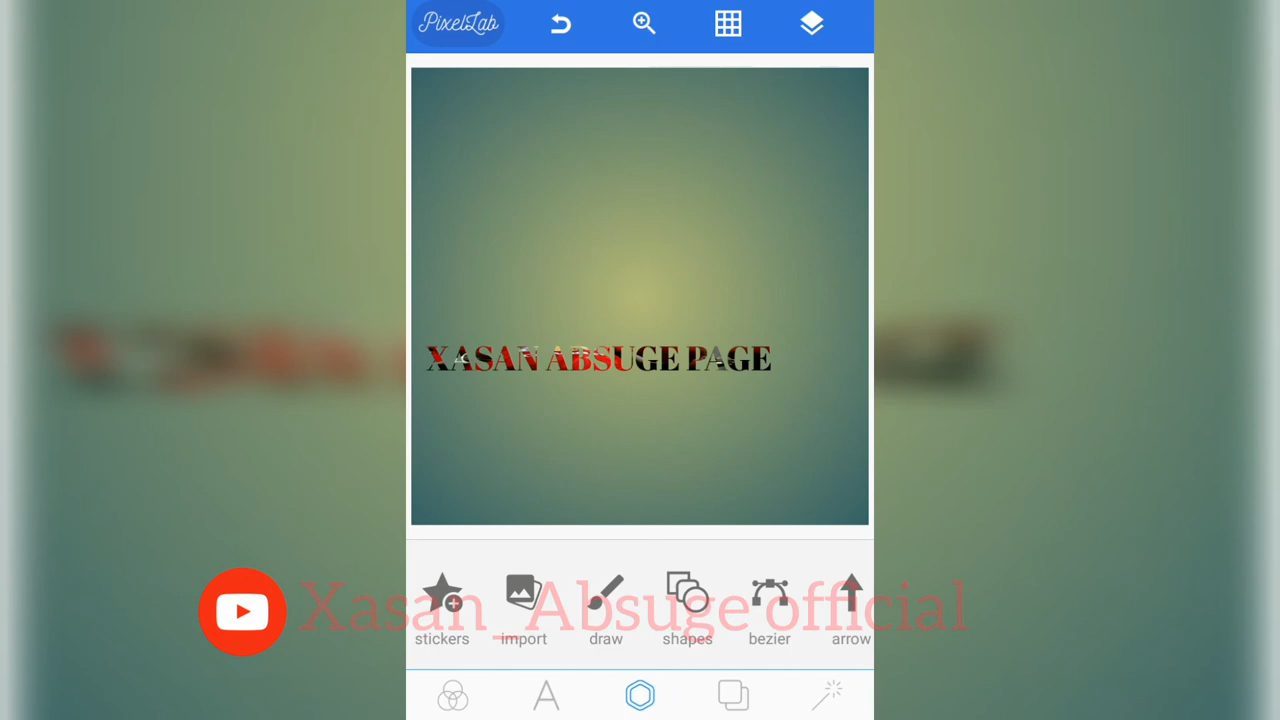 PixelLab
XASAN ABSUGE PAGE
Xasan_Absuge official
stickers import draw shapes bezier arrow